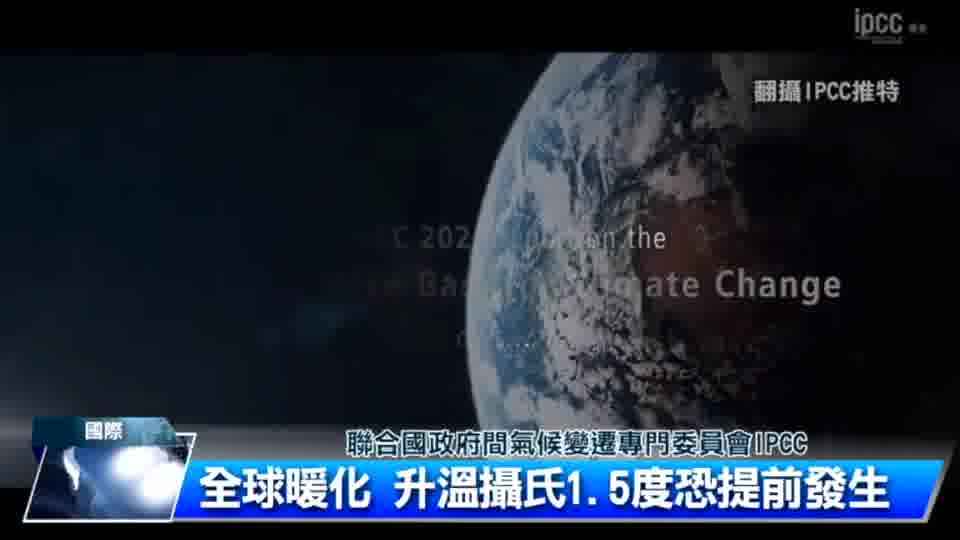 ipcc
翻攝IPCC推特
on the
Climate Change
國際
聯合國政府間氣候變遷專門委員會IPCC
全球暖化 升溫攝氏1.5度恐提前發生